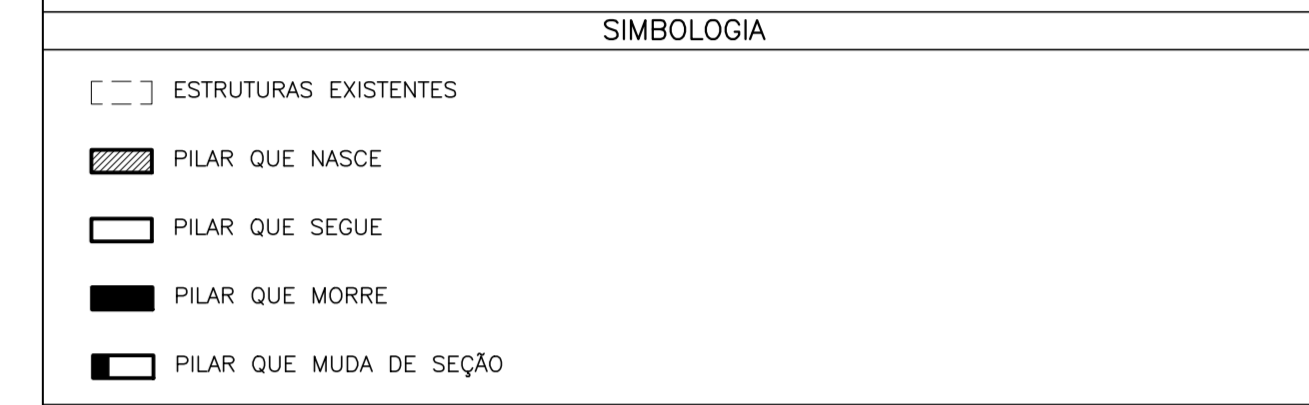 SIMBOLOGIA
ESTRUTURAS EXISTENTES
PILAR QUE NASCE
PILAR QUE SEGUE
PILAR QUE MORRE
PILAR QUE MUDA DE SEÇÃO